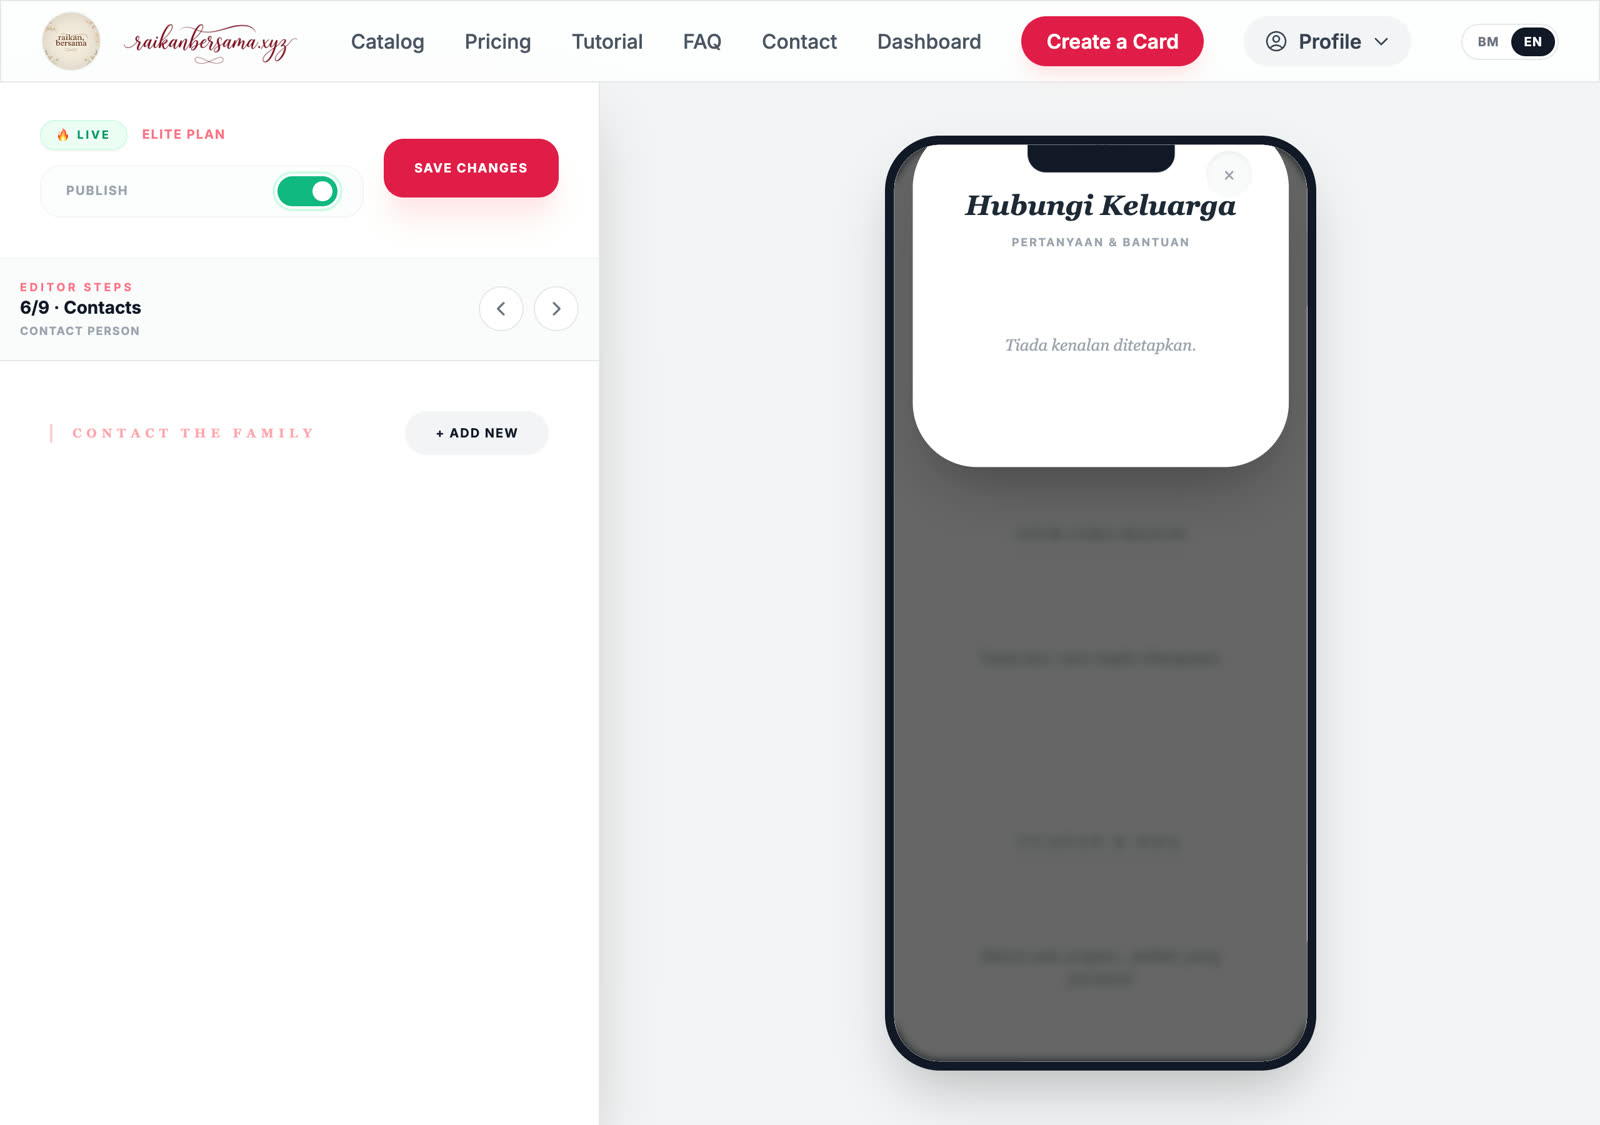 raikan,
bersama
raikanbersama.xyz
Catalog
Pricing
Tutorial
FAQ
Contact
Dashboard
Create a Card
Profile
BM
EN
🔥 LIVE
ELITE PLAN
PUBLISH
SAVE CHANGES
EDITOR STEPS
6/9 · Contacts
CONTACT PERSON
CONTACT THE FAMILY
+ ADD NEW
×
Hubungi Keluarga
PERTANYAAN & BANTUAN
Tiada kenalan ditetapkan.